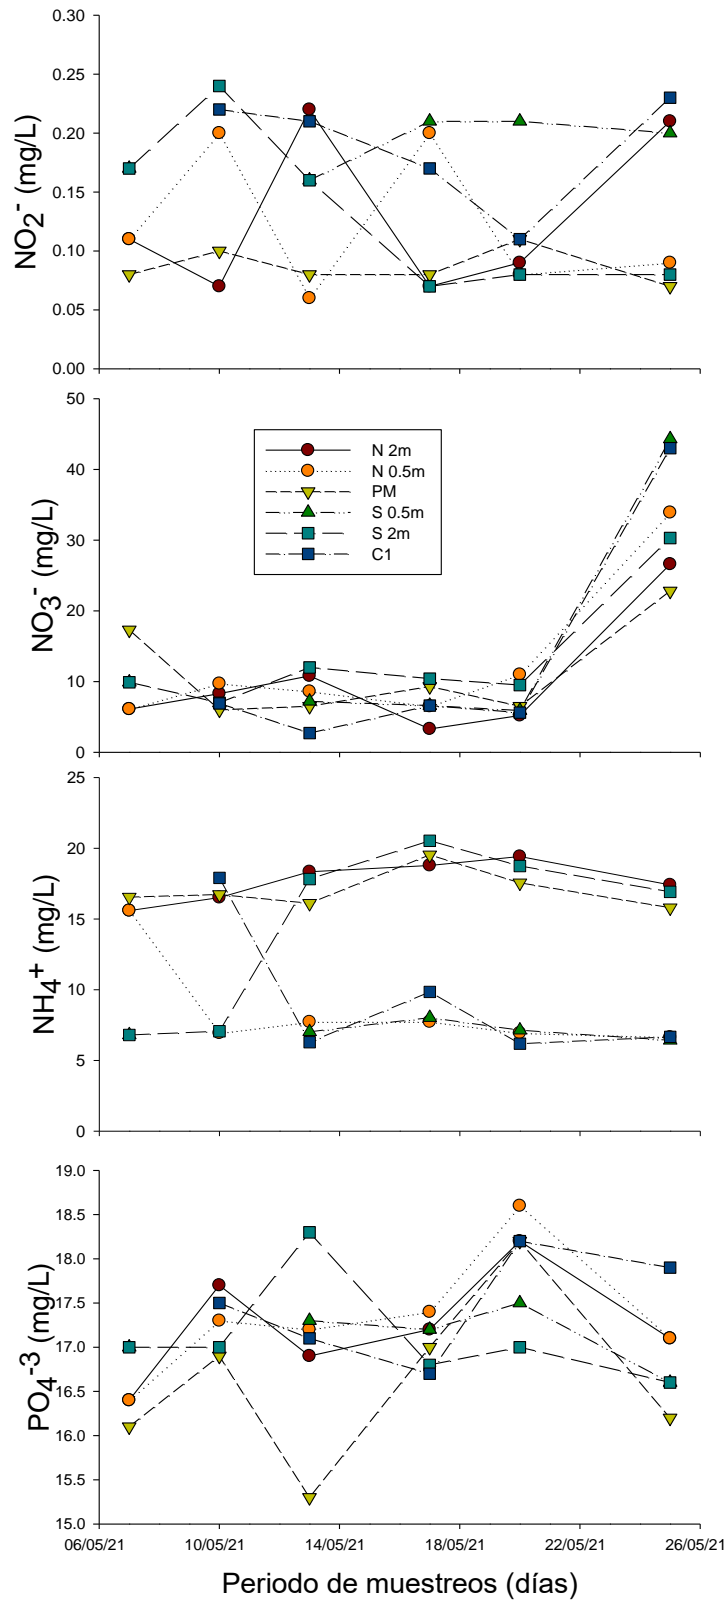 0.30
0.25
0.20
0.15
0.10
0.05
0.00
NO2- (mg/L)
50
40
30
20
10
0
NO3- (mg/L)
N 2m
N 0.5m
PM
S 0.5m
S 2m
C1
25
20
15
10
5
0
NH4+ (mg/L)
19.0
18.5
18.0
17.5
17.0
16.5
16.0
15.5
15.0
PO4-3 (mg/L)
06/05/21 10/05/21 14/05/21 18/05/21 22/05/21 26/05/21
Periodo de muestreos (días)